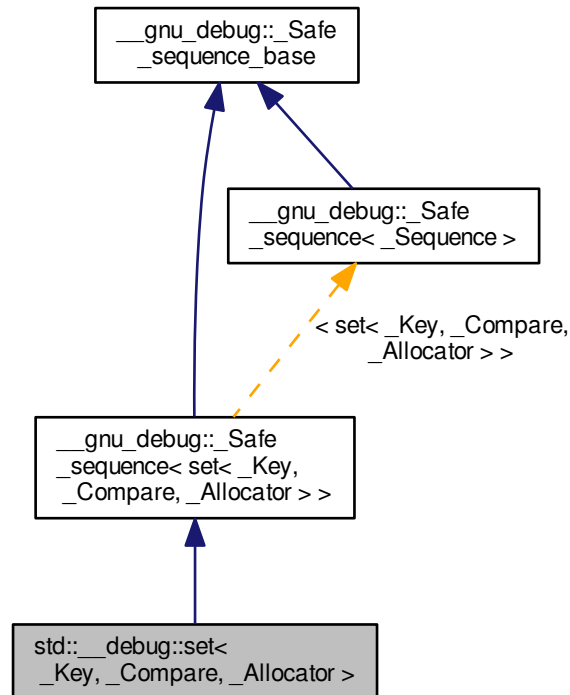 __gnu_debug::_Safe
_sequence_base
__gnu_debug::_Safe
_sequence< _Sequence >
< set< _Key, _Compare,
_Allocator > >
__gnu_debug::_Safe
_sequence< set< _Key,
_Compare, _Allocator > >
std::__debug::set<
_Key, _Compare, _Allocator >